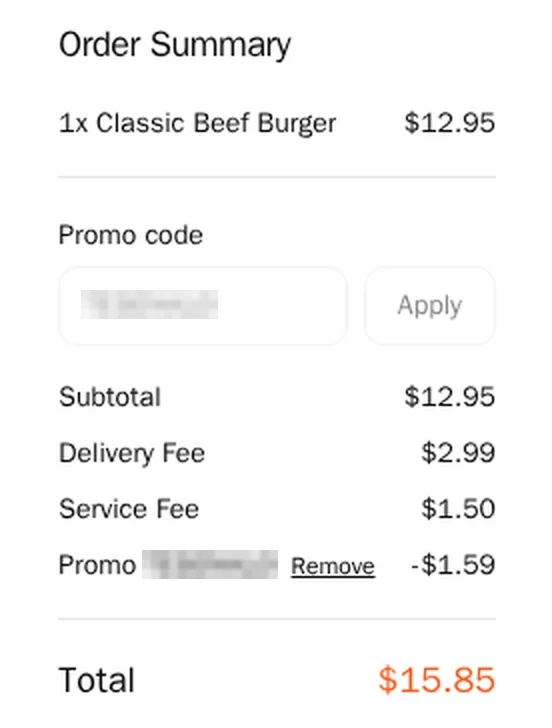 Order Summary
1x Classic Beef Burger $12.95
Promo code
Apply
Subtotal $12.95
Delivery Fee $2.99
Service Fee $1.50
Promo Remove -$1.59
Total $15.85